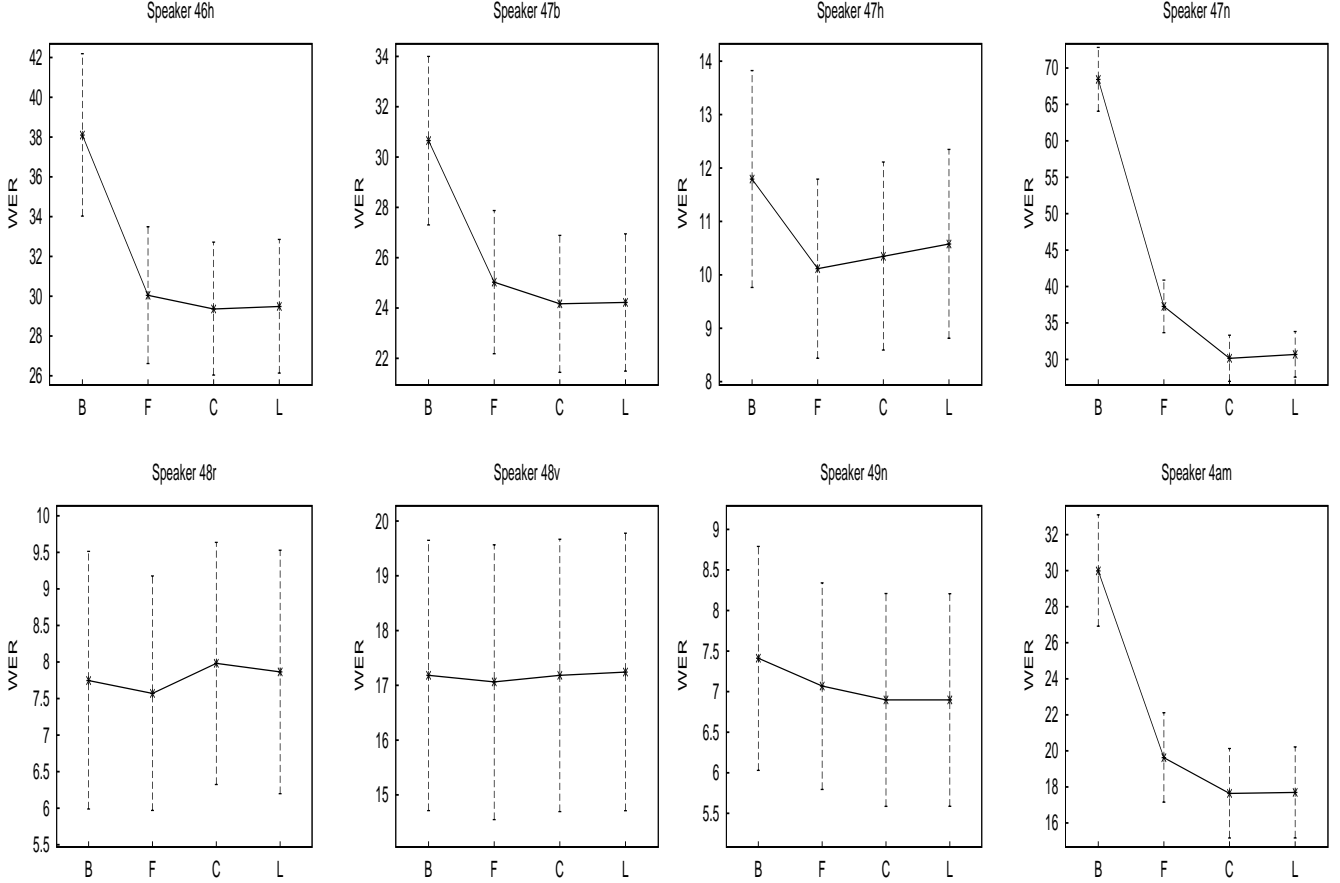 Speaker 46h
42
40
38
36
34
32
30
28
26
WER
B F C L
Speaker 47b
34
32
30
28
26
24
22
WER
B F C L
Speaker 47h
14
13
12
11
10
9
8
WER
B F C L
Speaker 47n
70
65
60
55
50
45
40
35
30
WER
B F C L
Speaker 48r
10
9.5
9
8.5
8
7.5
7
6.5
6
5.5
WER
B F C L
Speaker 48v
20
19
18
17
16
15
WER
B F C L
Speaker 49n
9
8.5
8
7.5
7
6.5
6
5.5
WER
B F C L
Speaker 4am
32
30
28
26
24
22
20
18
16
WER
B F C L